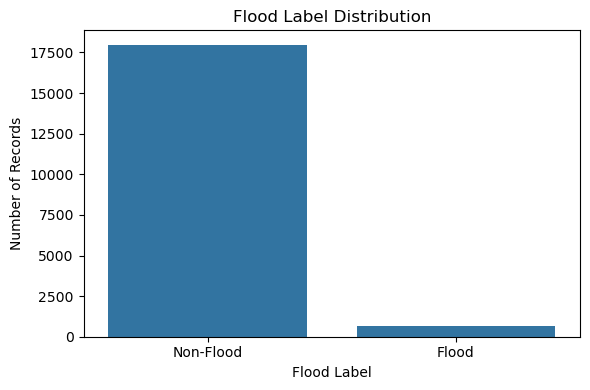 Flood Label Distribution
Number of Records
17500
15000
12500
10000
7500
5000
2500
0
Non-Flood Flood
Flood Label